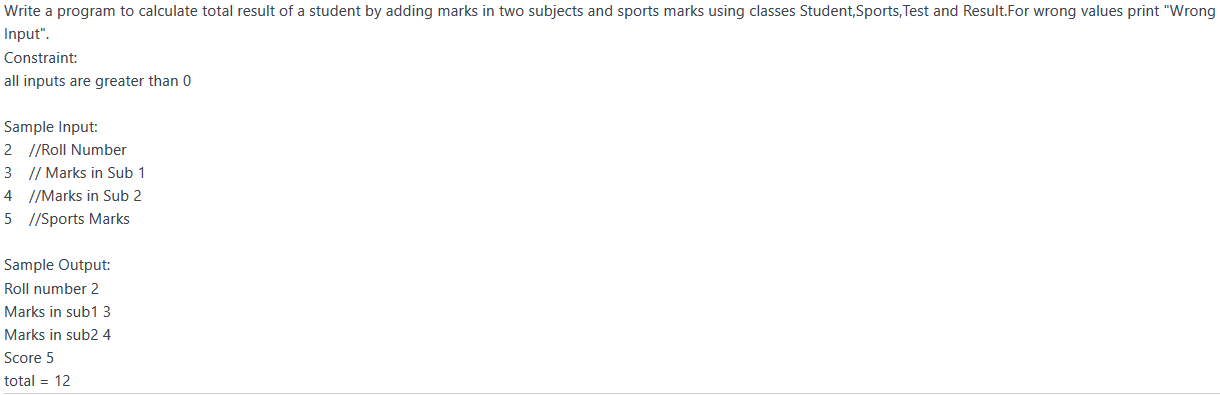 Write a program to calculate total result of a student by adding marks in two subjects and sports marks using classes Student,Sports,Test and Result.For wrong values print "Wrong
Input".
Constraint:
all inputs are greater than 0
Sample Input:
2 //Roll Number
3 // Marks in Sub 1
4 //Marks in Sub 2
5 //Sports Marks
Sample Output:
Roll number 2
Marks in sub1 3
Marks in sub2 4
Score 5
total = 12